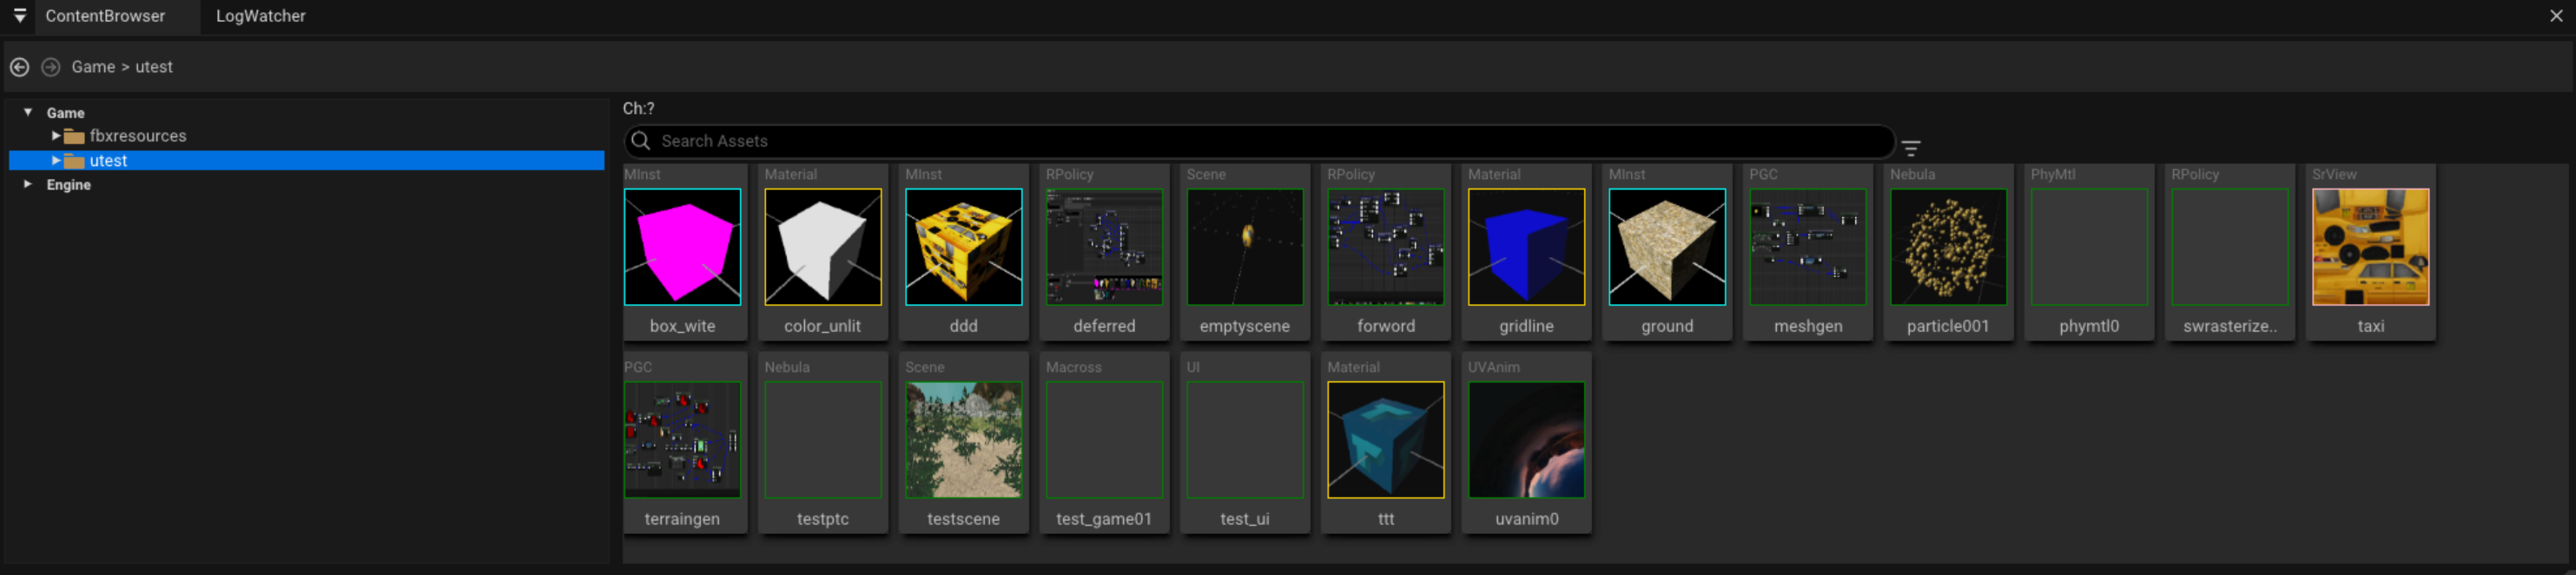 ContentBrowser LogWatcher
Game > utest
Game
fbxresources
utest
Engine
Ch:?
Search Assets
MInst Material MInst RPolicy Scene RPolicy Material MInst PGC Nebula PhyMtl RPolicy SrView
box_wite color_unlit ddd deferred emptyscene forword gridline ground meshgen particle001 phymtl0 swrasterize.. taxi
PGC Nebula Scene Macross UI Material UVAnim
terraingen testptc testscene test_game01 test_ui ttt uvanim0